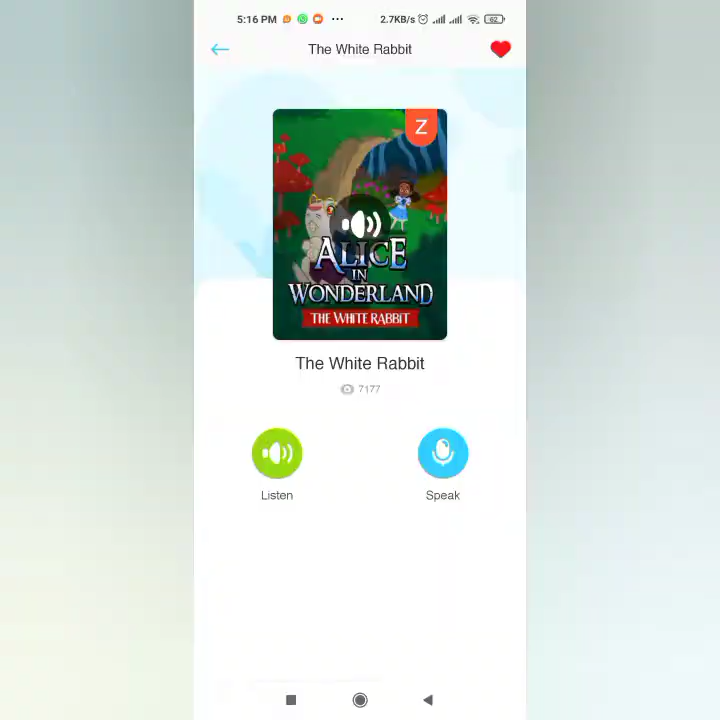 5:16 PM ... 2.7KB/s 62
The White Rabbit
Z
ALICE
IN
WONDERLAND
THE WHITE RABBIT
The White Rabbit
7177
Listen Speak